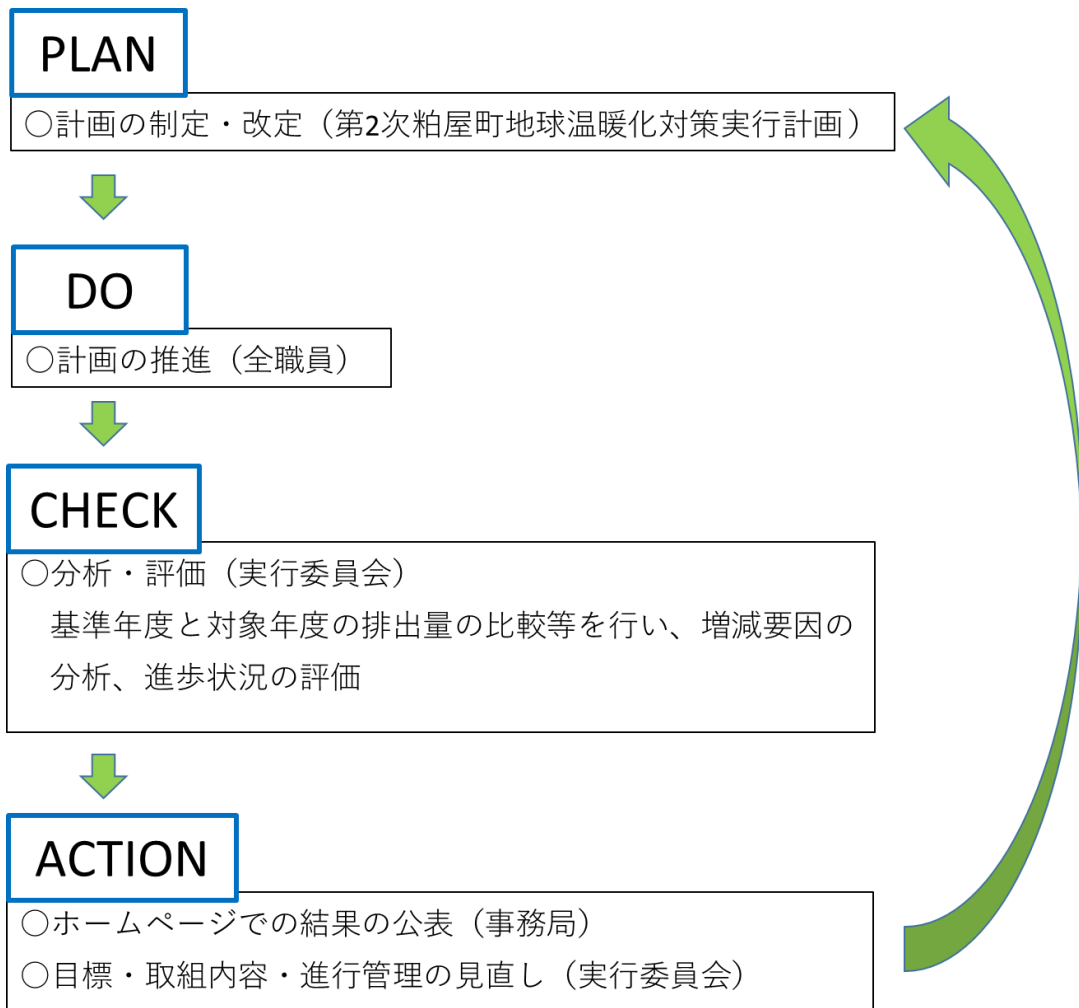 PLAN
○計画の制定・改定（第2次粕屋町地球温暖化対策実行計画）
DO
○計画の推進（全職員）
CHECK
○分析・評価（実行委員会）
基準年度と対象年度の排出量の比較等を行い、増減要因の
分析、進歩状況の評価
ACTION
○ホームページでの結果の公表（事務局）
○目標・取組内容・進行管理の見直し（実行委員会）